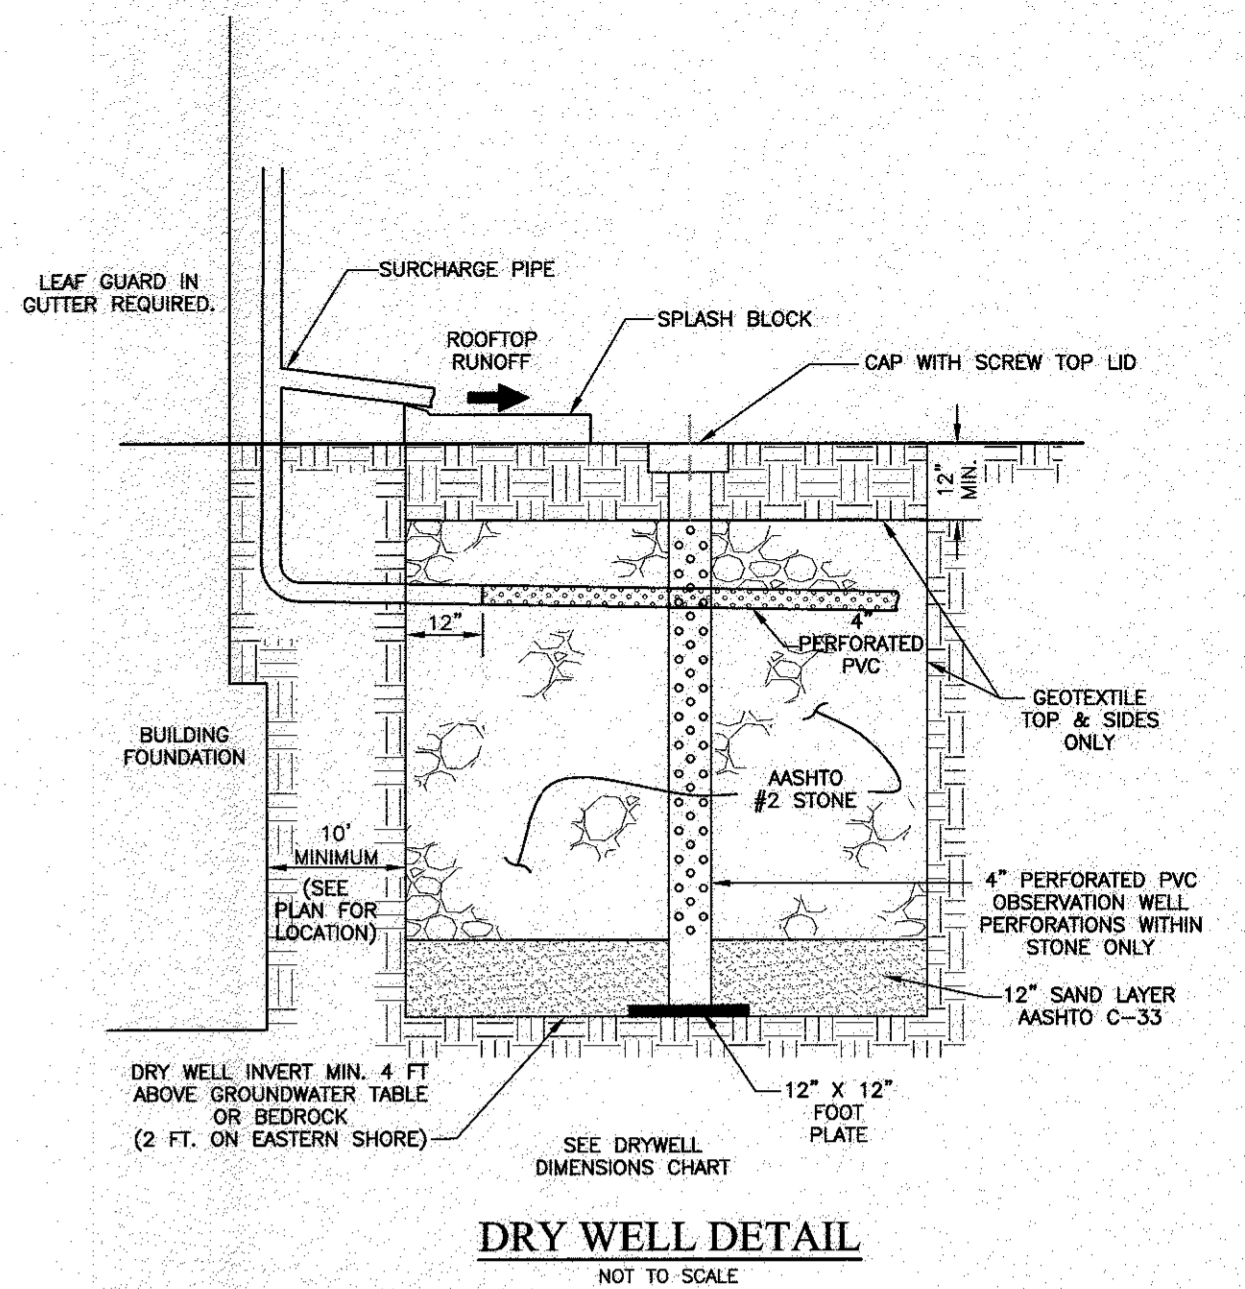 LEAF GUARD IN
GUTTER REQUIRED.
SURCHARGE PIPE
ROOFTOP
RUNOFF
SPLASH BLOCK
CAP WITH SCREW TOP LID
12"
MIN.
12"
4"
PERFORATED
PVC
GEOTEXTILE
TOP & SIDES
ONLY
BUILDING
FOUNDATION
AASHTO
#2 STONE
10'
MINIMUM
(SEE
PLAN FOR
LOCATION)
4" PERFORATED PVC
OBSERVATION WELL
PERFORATIONS WITHIN
STONE ONLY
12" SAND LAYER
AASHTO C-33
DRY WELL INVERT MIN. 4 FT
ABOVE GROUNDWATER TABLE
OR BEDROCK
(2 FT. ON EASTERN SHORE)
12" X 12"
FOOT
PLATE
SEE DRYWELL
DIMENSIONS CHART
DRY WELL DETAIL
NOT TO SCALE